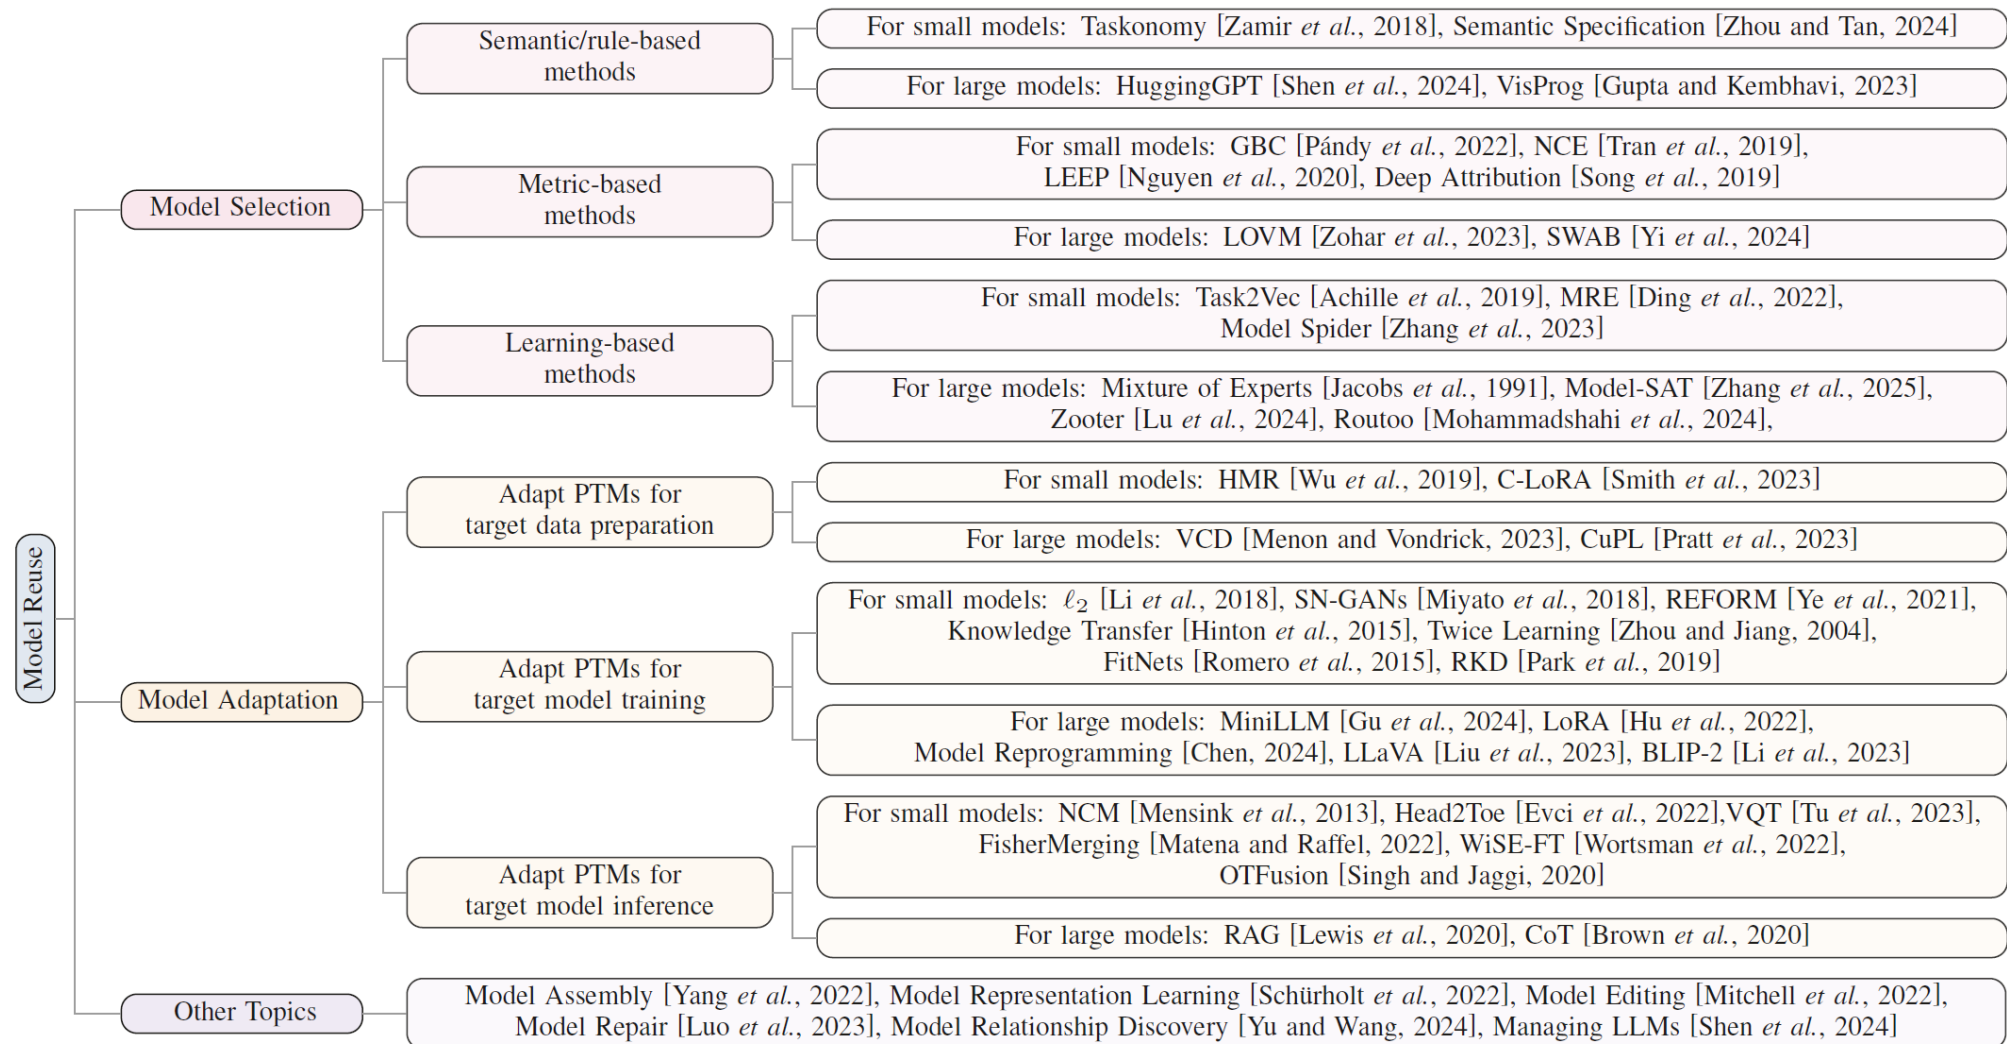 Model Reuse
Model Selection
Semantic/rule-based
methods
For small models: Taskonomy [Zamir et al., 2018], Semantic Specification [Zhou and Tan, 2024]
For large models: HuggingGPT [Shen et al., 2024], VisProg [Gupta and Kembhavi, 2023]
Metric-based
methods
For small models: GBC [Pándy et al., 2022], NCE [Tran et al., 2019],
LEEP [Nguyen et al., 2020], Deep Attribution [Song et al., 2019]
For large models: LOVM [Zohar et al., 2023], SWAB [Yi et al., 2024]
Learning-based
methods
For small models: Task2Vec [Achille et al., 2019], MRE [Ding et al., 2022],
Model Spider [Zhang et al., 2023]
For large models: Mixture of Experts [Jacobs et al., 1991], Model-SAT [Zhang et al., 2025],
Zooter [Lu et al., 2024], Routoo [Mohammadshahi et al., 2024],
Model Adaptation
Adapt PTMs for
target data preparation
For small models: HMR [Wu et al., 2019], C-LoRA [Smith et al., 2023]
For large models: VCD [Menon and Vondrick, 2023], CuPL [Pratt et al., 2023]
Adapt PTMs for
target model training
For small models: ℓ₂ [Li et al., 2018], SN-GANs [Miyato et al., 2018], REFORM [Ye et al., 2021],
Knowledge Transfer [Hinton et al., 2015], Twice Learning [Zhou and Jiang, 2004],
FitNets [Romero et al., 2015], RKD [Park et al., 2019]
For large models: MiniLLM [Gu et al., 2024], LoRA [Hu et al., 2022],
Model Reprogramming [Chen, 2024], LLaVA [Liu et al., 2023], BLIP-2 [Li et al., 2023]
Adapt PTMs for
target model inference
For small models: NCM [Mensink et al., 2013], Head2Toe [Evci et al., 2022],VQT [Tu et al., 2023],
FisherMerging [Matena and Raffel, 2022], WiSE-FT [Wortsman et al., 2022],
OTFusion [Singh and Jaggi, 2020]
For large models: RAG [Lewis et al., 2020], CoT [Brown et al., 2020]
Other Topics
Model Assembly [Yang et al., 2022], Model Representation Learning [Schürholt et al., 2022], Model Editing [Mitchell et al., 2022],
Model Repair [Luo et al., 2023], Model Relationship Discovery [Yu and Wang, 2024], Managing LLMs [Shen et al., 2024]